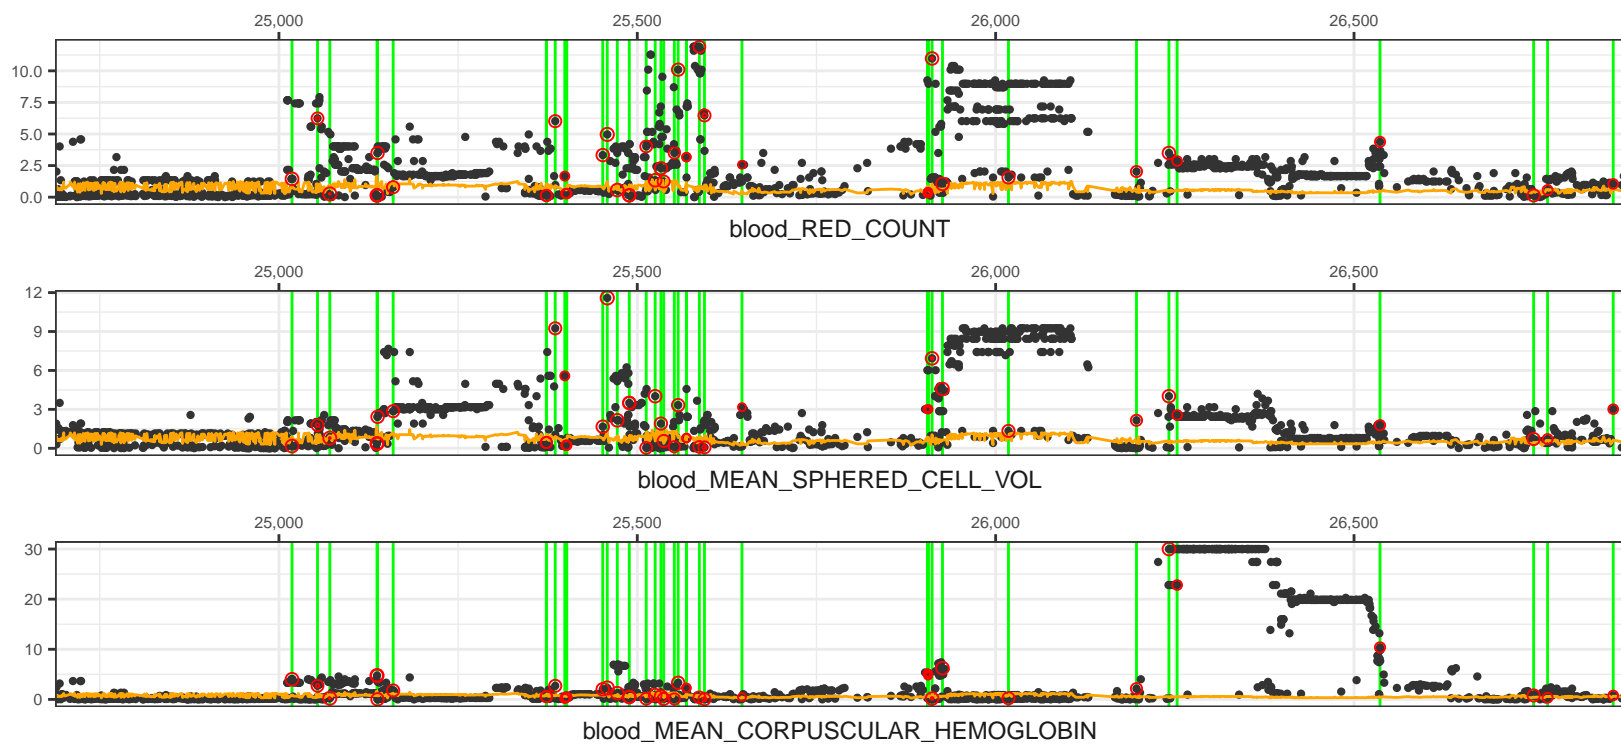 25,000 25,500 26,000 26,500
10.0
7.5
5.0
2.5
0.0
blood_RED_COUNT
25,000 25,500 26,000 26,500
12
9
6
3
0
blood_MEAN_SPHERED_CELL_VOL
25,000 25,500 26,000 26,500
30
20
10
0
blood_MEAN_CORPUSCULAR_HEMOGLOBIN